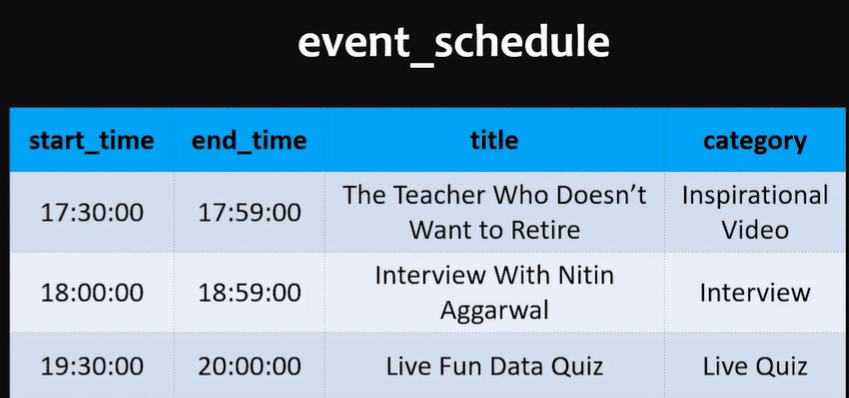 event_schedule
start_time end_time title category
17:30:00 17:59:00 The Teacher Who Doesn’t Want to Retire Inspirational Video
18:00:00 18:59:00 Interview With Nitin Aggarwal Interview
19:30:00 20:00:00 Live Fun Data Quiz Live Quiz